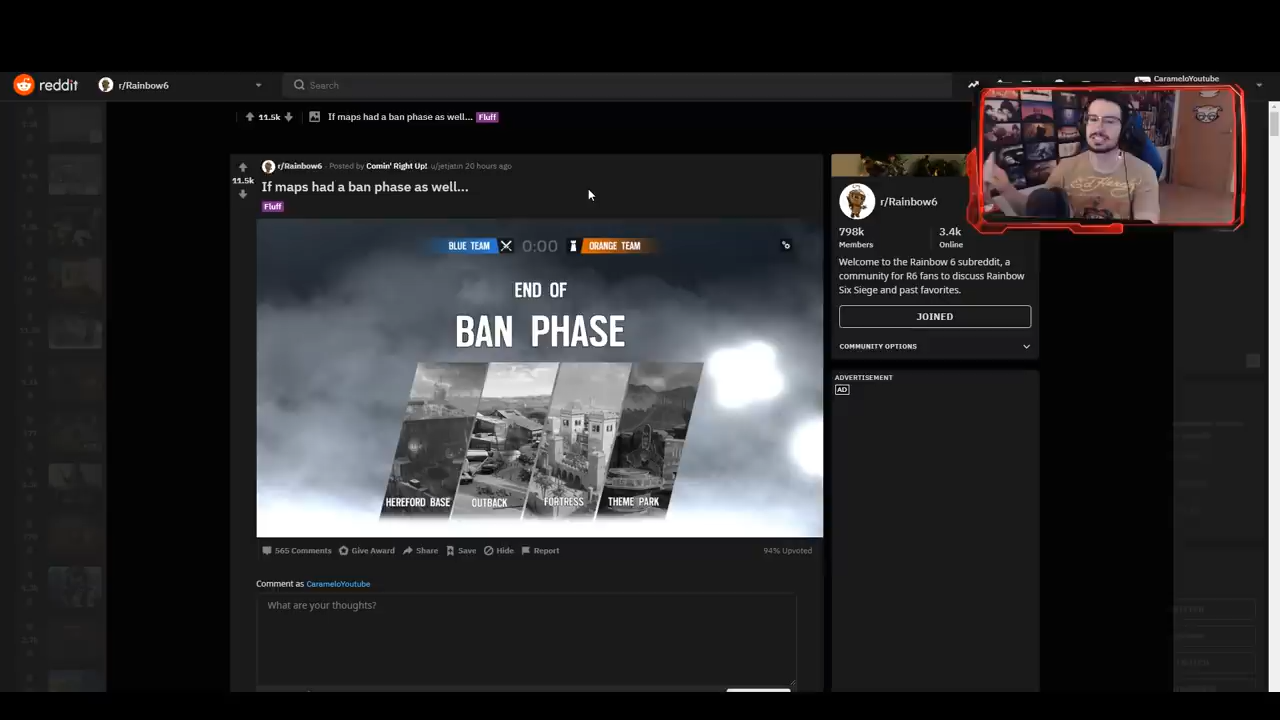 reddit
r/Rainbow6
Search
CarameloYoutube
11.5k
If maps had a ban phase as well...
Fluff
r/Rainbow6 · Posted by Comin' Right Up! u/jetjazın 20 hours ago
11.5k
If maps had a ban phase as well...
Fluff
BLUE TEAM
0:00
ORANGE TEAM
END OF
BAN PHASE
HEREFORD BASE
OUTBACK
FORTRESS
THEME PARK
565 Comments
Give Award
Share
Save
Hide
Report
94% Upvoted
Comment as CarameloYoutube
What are your thoughts?
r/Rainbow6
798k
Members
3.4k
Online
Welcome to the Rainbow 6 subreddit, a
community for R6 fans to discuss Rainbow
Six Siege and past favorites.
JOINED
COMMUNITY OPTIONS
ADVERTISEMENT
AD